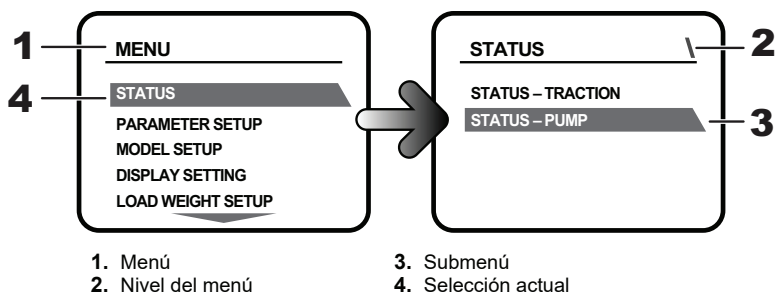 1
MENU
4
STATUS
PARAMETER SETUP
MODEL SETUP
DISPLAY SETTING
LOAD WEIGHT SETUP
STATUS
2
STATUS – TRACTION
STATUS – PUMP
3
1. Menú
2. Nivel del menú
3. Submenú
4. Selección actual